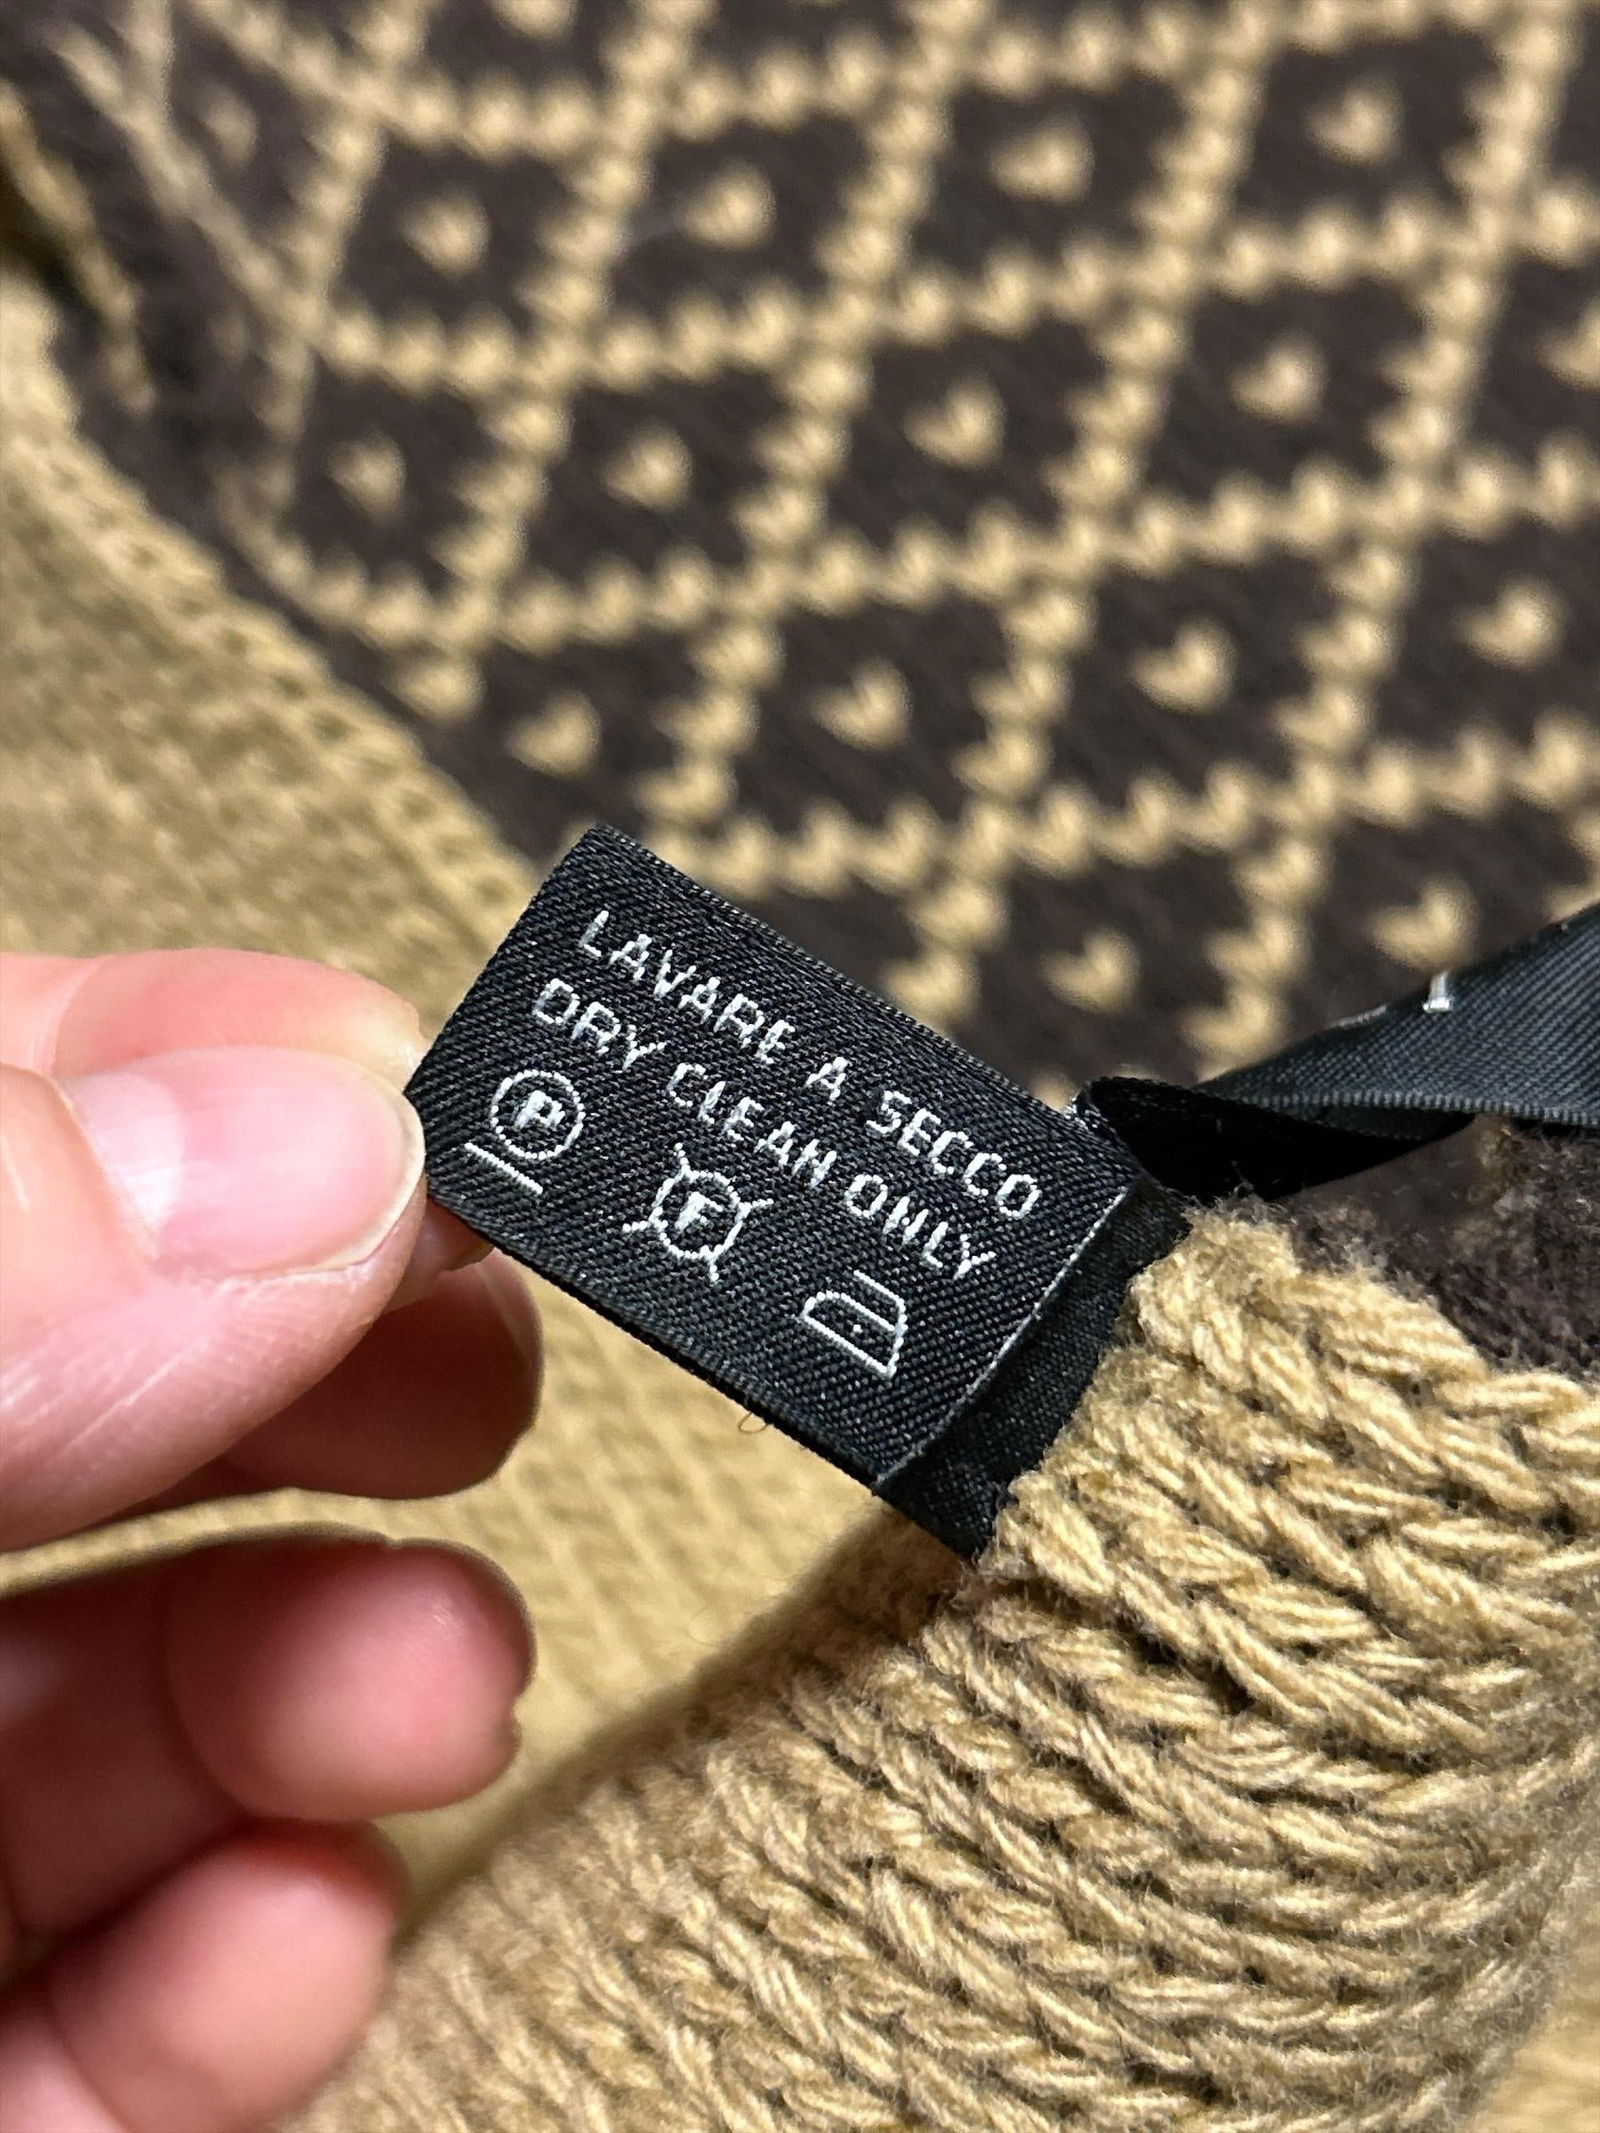 LAVARE A SECCO
DRY CLEAN ONLY
P F